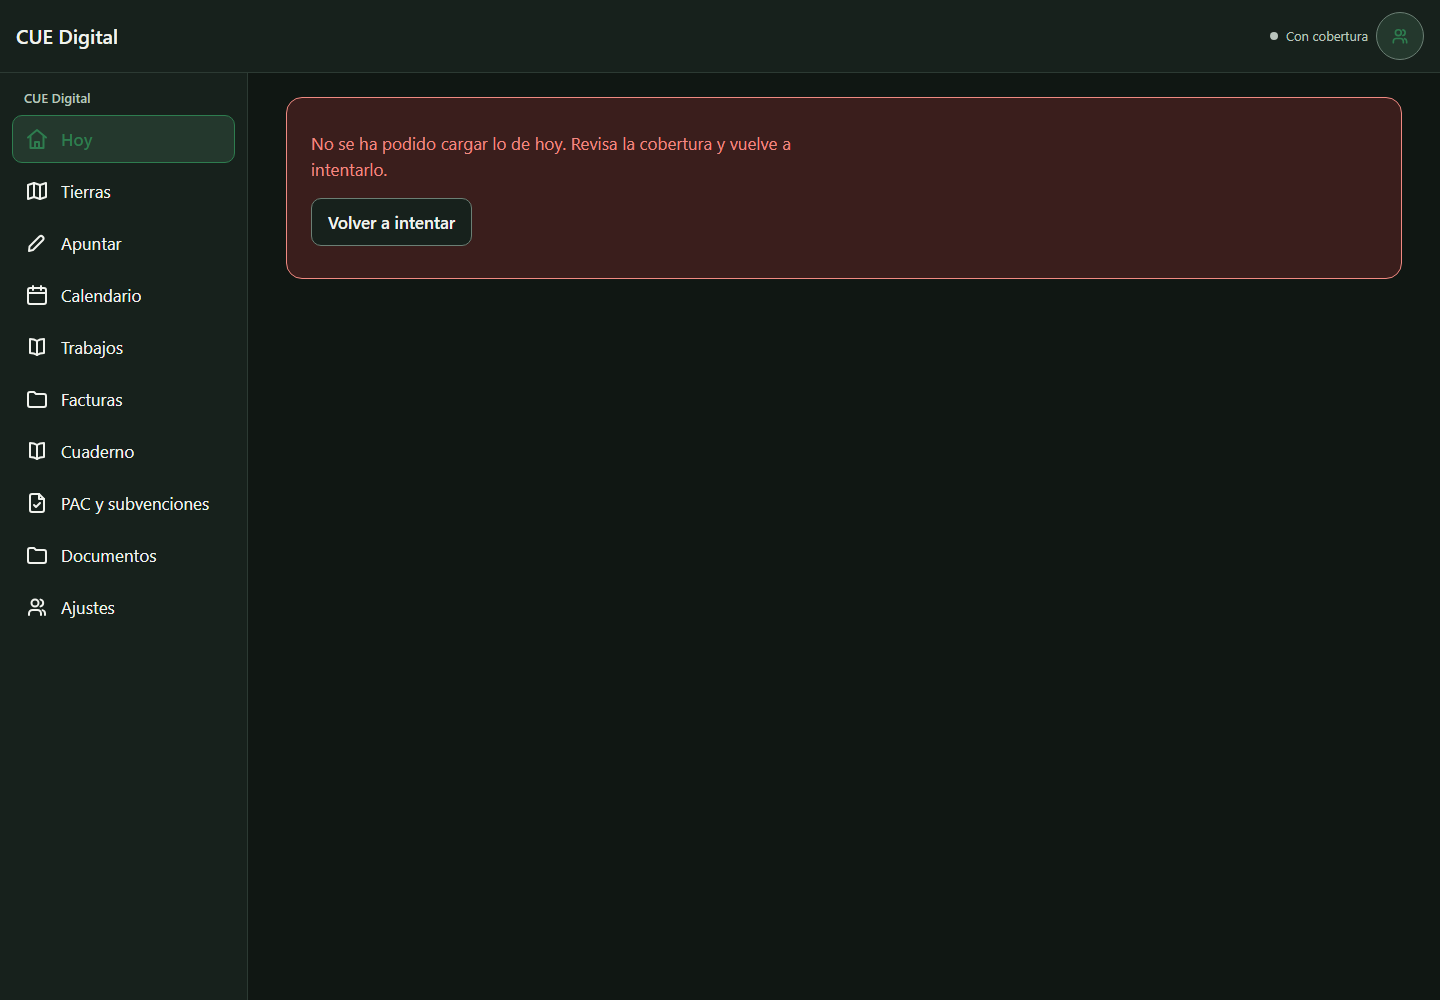 CUE Digital
Con cobertura
CUE Digital
Hoy
Tierras
Apuntar
Calendario
Trabajos
Facturas
Cuaderno
PAC y subvenciones
Documentos
Ajustes
No se ha podido cargar lo de hoy. Revisa la cobertura y vuelve a
intentarlo.
Volver a intentar